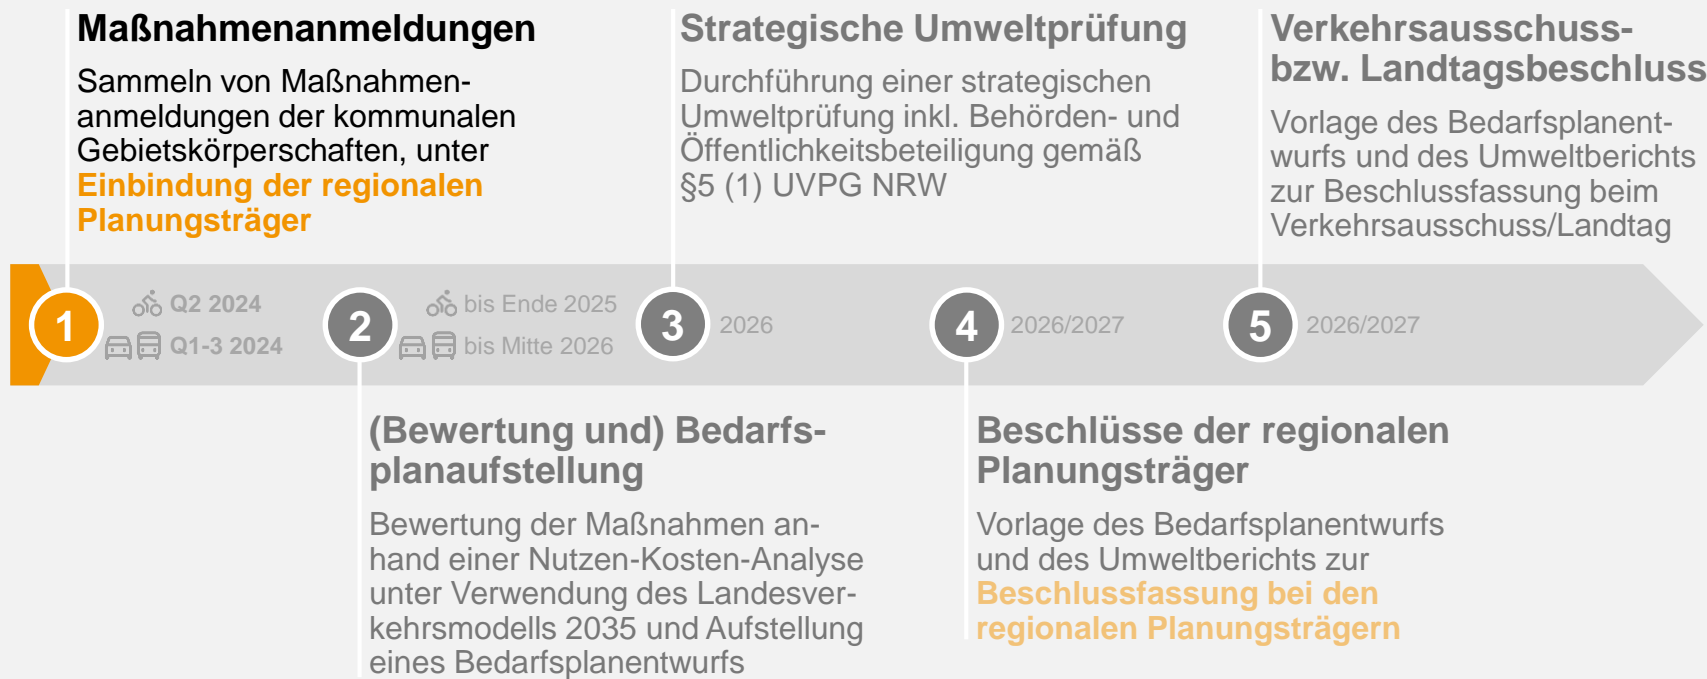 Maßnahmenanmeldungen
Sammeln von Maßnahmen-
anmeldungen der kommunalen
Gebietskörperschaften, unter
Einbindung der regionalen
Planungsträger
Strategische Umweltprüfung
Durchführung einer strategischen
Umweltprüfung inkl. Behörden- und
Öffentlichkeitsbeteiligung gemäß
§5 (1) UVPG NRW
Verkehrsausschuss-
bzw. Landtagsbeschluss
Vorlage des Bedarfsplanent-
wurfs und des Umweltberichts
zur Beschlussfassung beim
Verkehrsausschuss/Landtag
1
Q2 2024
Q1-3 2024
2
bis Ende 2025
bis Mitte 2026
3
2026
4
2026/2027
5
2026/2027
(Bewertung und) Bedarfs-
planaufstellung
Bewertung der Maßnahmen an-
hand einer Nutzen-Kosten-Analyse
unter Verwendung des Landesver-
kehrsmodells 2035 und Aufstellung
eines Bedarfsplanentwurfs
Beschlüsse der regionalen
Planungsträger
Vorlage des Bedarfsplanentwurfs
und des Umweltberichts zur
Beschlussfassung bei den
regionalen Planungsträgern